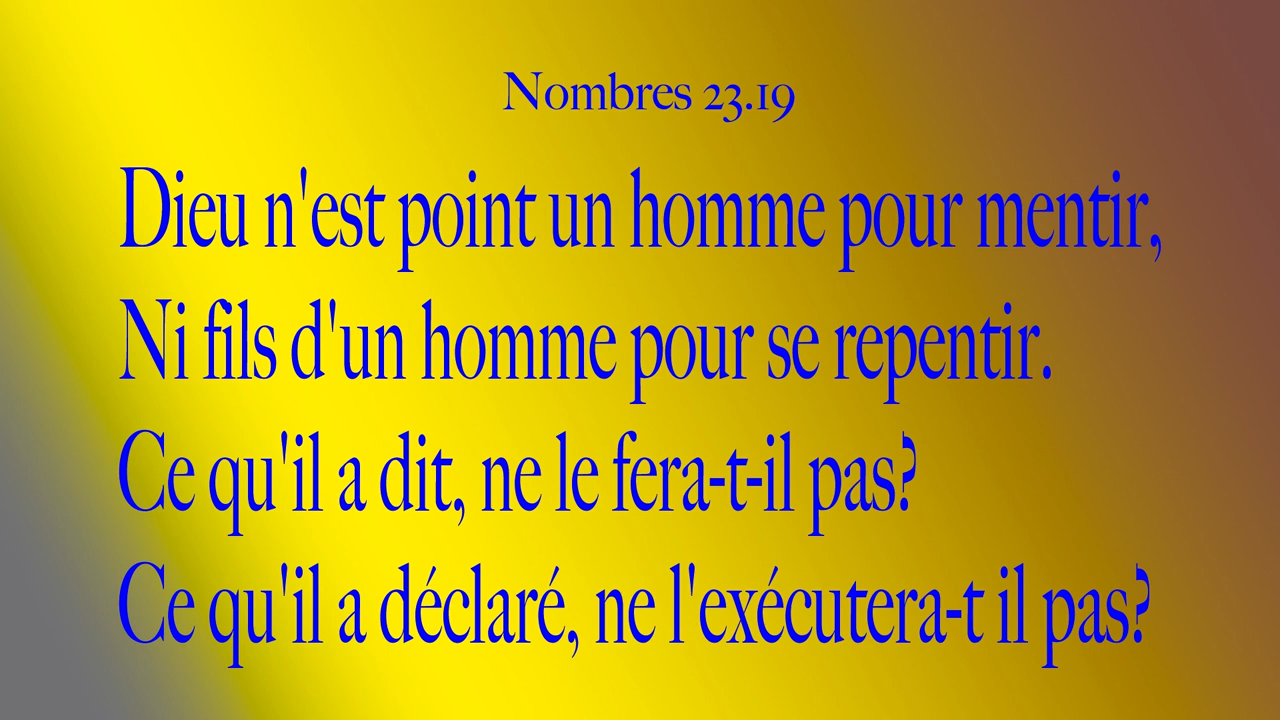 Nombres 23.19
Dieu n'est point un homme pour mentir,
Ni fils d'un homme pour se repentir.
Ce qu'il a dit, ne le fera-t-il pas?
Ce qu'il a déclaré, ne l'exécutera-t il pas?